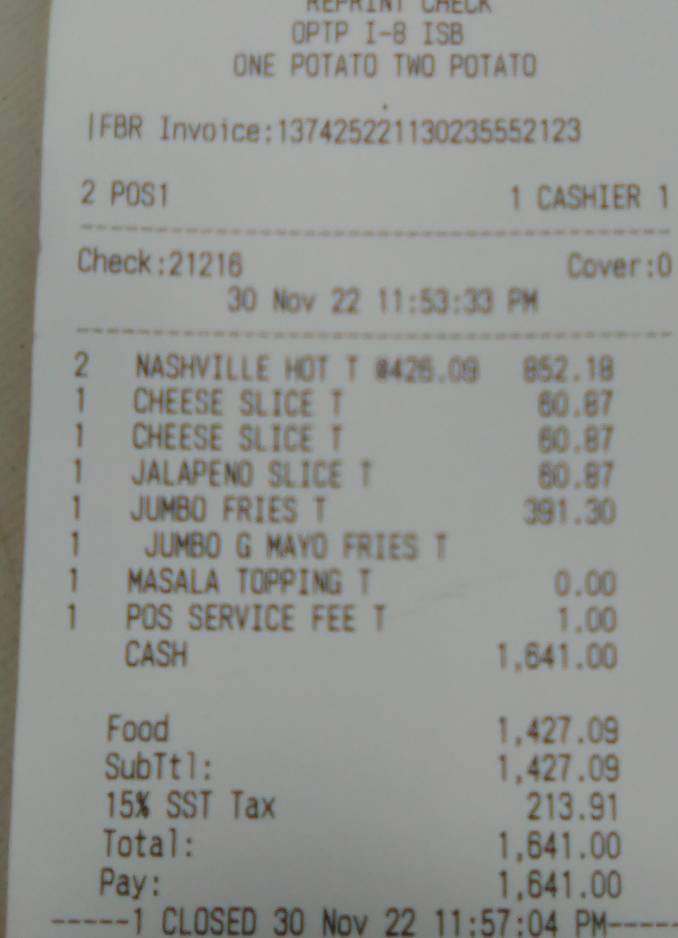 REPRINT CHECK
OPTP I-8 ISB
ONE POTATO TWO POTATO
|FBR Invoice:137425221130235552123
2 POS1 1 CASHIER 1
Check:21216 Cover:0
30 Nov 22 11:53:33 PM
2 NASHVILLE HOT T @426.09 852.18
1 CHEESE SLICE T 60.87
1 CHEESE SLICE T 60.87
1 JALAPENO SLICE T 60.87
1 JUMBO FRIES T 391.30
1 JUMBO G MAYO FRIES T
1 MASALA TOPPING T 0.00
1 POS SERVICE FEE T 1.00
CASH 1,641.00
Food 1,427.09
SubTtl: 1,427.09
15% SST Tax 213.91
Total: 1,641.00
Pay: 1,641.00
-----1 CLOSED 30 Nov 22 11:57:04 PM-----